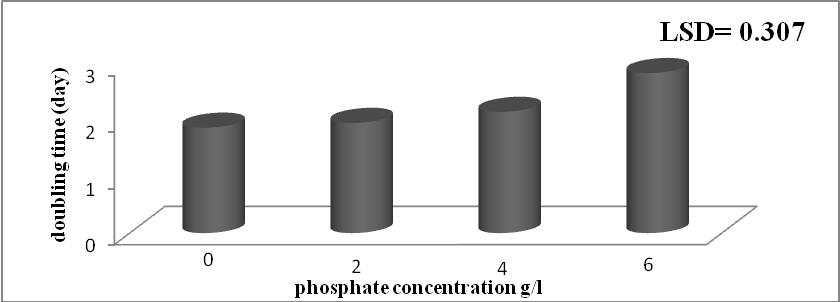 LSD= 0.307
doubling time (day)
3
2
1
0
0 2 4 6
phosphate concentration g/l